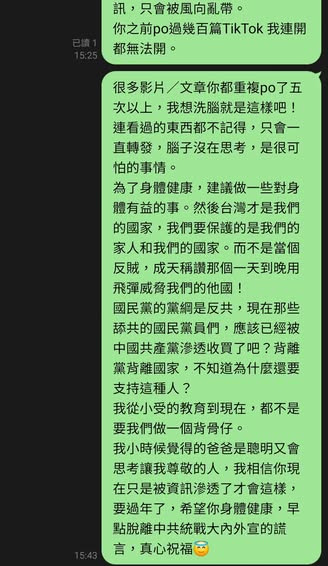 訊，只會被風向亂帶。
你之前po過幾百篇TikTok 我連開
都無法開。
已讀 1
15:25
很多影片／文章你都重複po了五
次以上，我想洗腦就是這樣吧！
連看過的東西都不記得，只會一
直轉發，腦子沒在思考，是很可
怕的事情。
為了身體健康，建議做一些對身
體有益的事。然後台灣才是我們
的國家，我們要保護的是我們的
家人和我們的國家。而不是當個
反賊，成天稱讚那個一天到晚用
飛彈威脅我們的他國！
國民黨的黨綱是反共，現在那些
舔共的國民黨員們，應該已經被
中國共產黨滲透收買了吧？背離
黨背離國家，不知道為什麼還要
支持這種人？
我從小受的教育到現在，都不是
要我們做一個背骨仔。
我小時候覺得的爸爸是聰明又會
思考讓我尊敬的人，我相信你現
在只是被資訊滲透了才會這樣，
要過年了，希望你身體健康，早
點脫離中共統戰大內外宣的謊
言，真心祝福😇
15:43